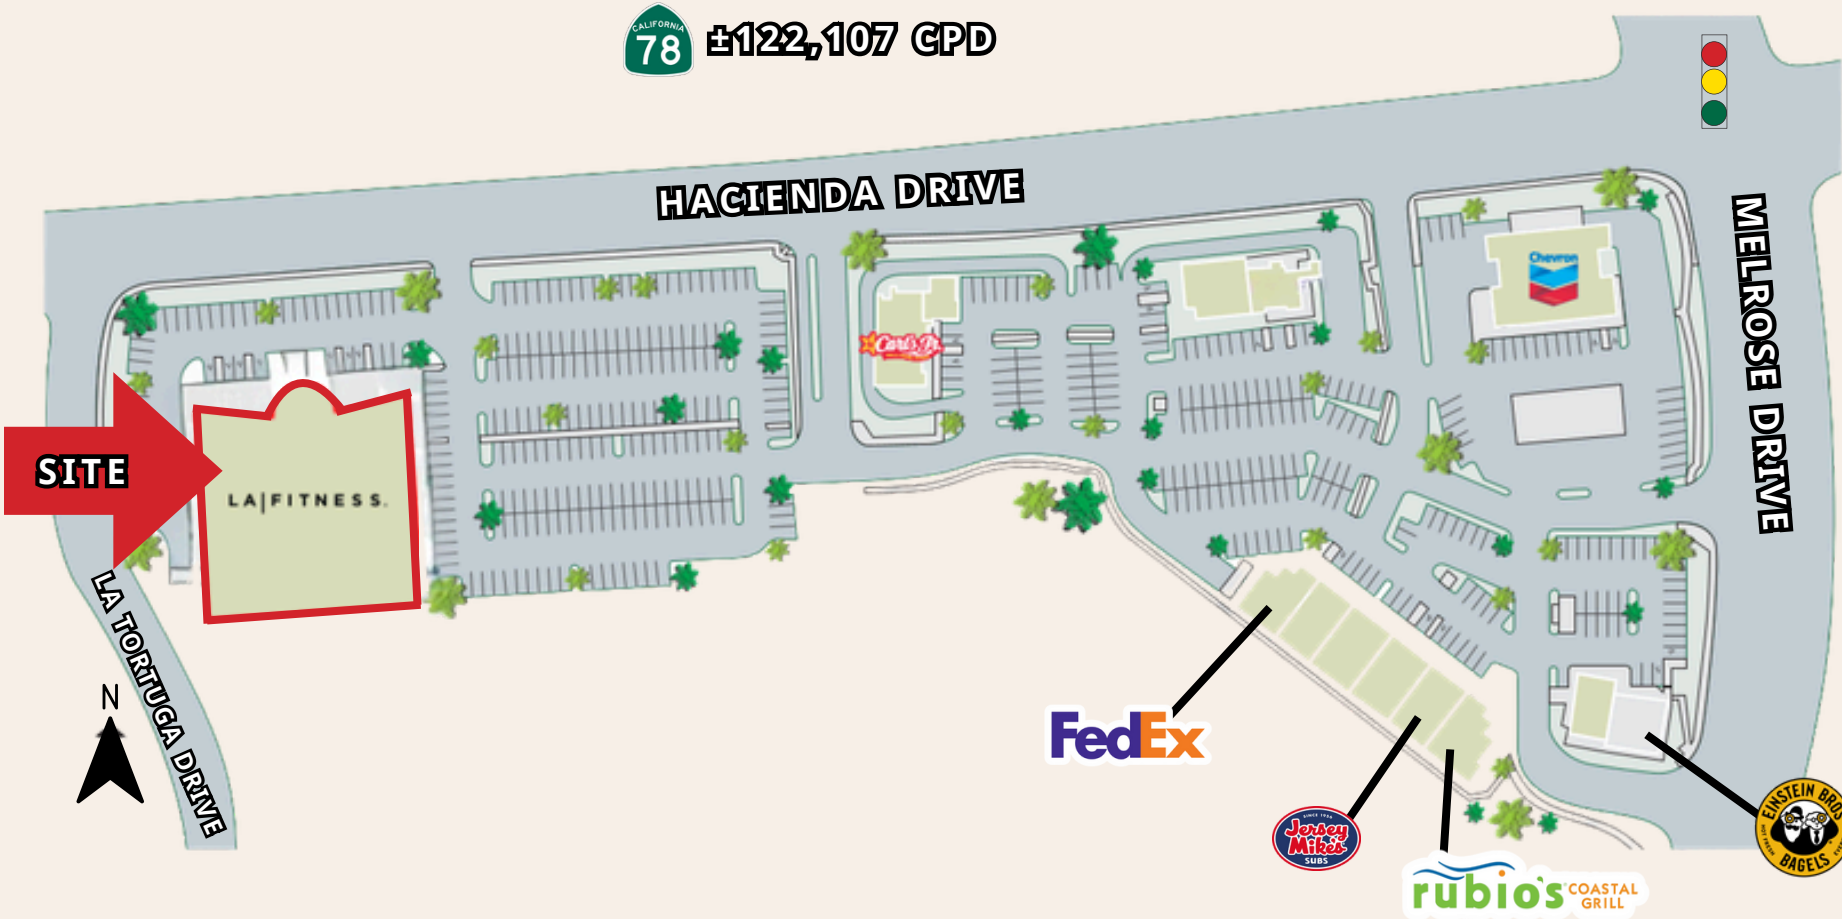 CALIFORNIA
78
±122,107 CPD
HACIENDA DRIVE
MELROSE DRIVE
Chevron
Carl's Jr.
SITE
LA|FITNESS.
LA TORTUGA DRIVE
N
FedEx
SINCE 1956
Jersey
Mike's
SUBS
rubio's COASTAL
GRILL
EINSTEIN BROS
BAGELS